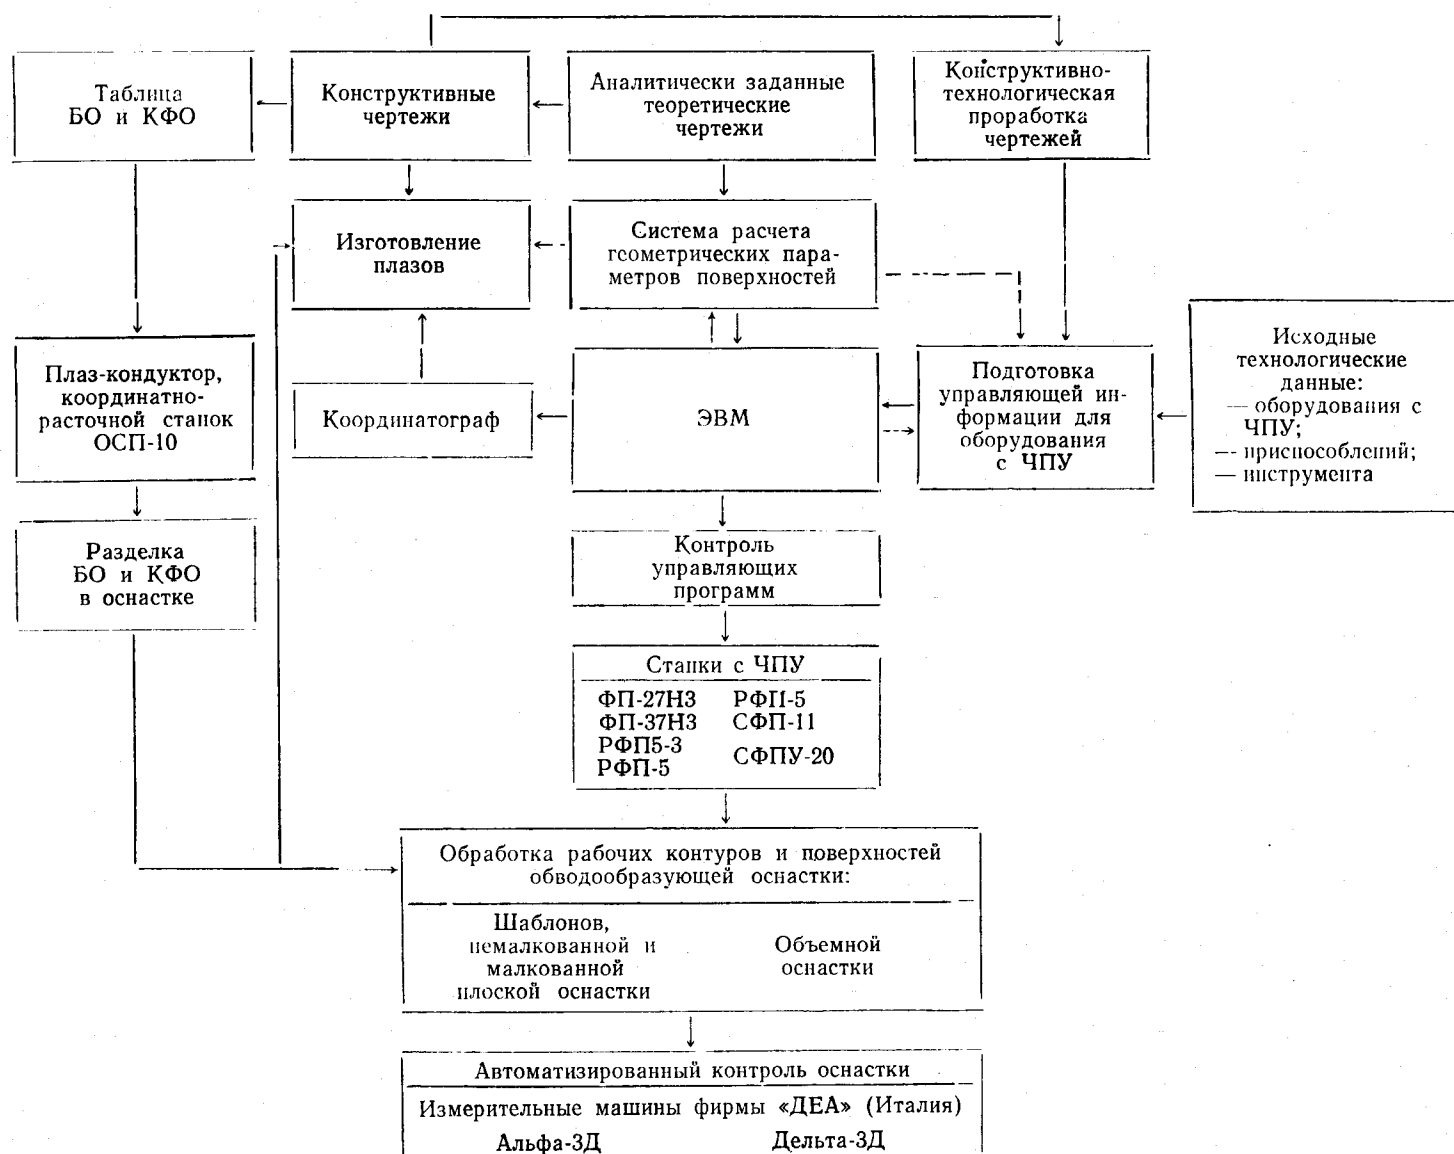 Таблица
БО и КФО
Конструктивные
чертежи
Аналитически заданные
теоретические
чертежи
Конструктивно-
технологическая
проработка
чертежей
Изготовление
плазов
Система расчета
геометрических пара-
метров поверхностей
Плаз-кондуктор,
координатно-
расточной станок
ОСП-10
Координатограф
ЭВМ
Подготовка
управляющей ин-
формации для
оборудования
с ЧПУ
Исходные
технологические
данные:
— оборудования с
ЧПУ;
— приспособлений;
— инструмента
Разделка
БО и КФО
в оснастке
Контроль
управляющих
программ
Станки с ЧПУ
ФП-27Н3 РФП-5
ФП-37Н3 СФП-11
РФП5-3
РФП-5
СФПУ-20
Обработка рабочих контуров и поверхностей
обводообразующей оснастки:
Шаблонов,
немалкованной и
малкованной
плоской оснастки
Объемной
оснастки
Автоматизированный контроль оснастки
Измерительные машины фирмы «ДЕА» (Италия)
Альфа-3Д Дельта-3Д